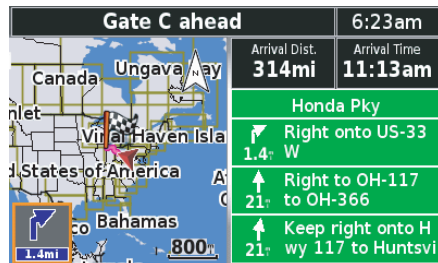 Gate C ahead
6:23am
Arrival Dist.
314mi
Arrival Time
11:13am
Honda Pky
Right onto US-33
W
1.4
Right to OH-117
to OH-366
21
Keep right onto H
wy 117 to Huntsvi
21
N
Ungava
ay
Canada
nlet
Haven Isla
d States of America
A
Bahamas
co
800
1.4mi